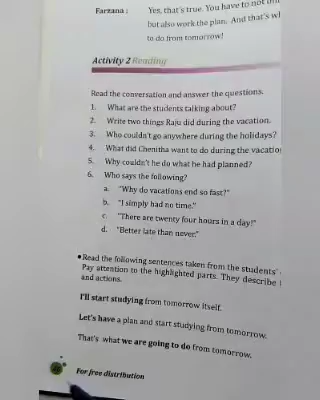 Farzana : Yes, that's true. You have to not
but also work the plan. And that's
to do from tomorrow!
Activity 2 Reading
Read the conversation and answer the questions.
1. What are the students talking about?
2. Write two things Raju did during the vacation.
3. Who couldn't go anywhere during the holidays?
4. What did Chenitha want to do during the vacatio
5. Why couldn't he do what he had planned?
6. Who says the following?
a. "Why do vacations end so fast?"
b. "I simply had no time."
c. "There are twenty four hours in a day!"
d. "Better late than never."
• Read the following sentences taken from the students'
Pay attention to the highlighted parts. They describe
and actions.
I'll start studying from tomorrow itself.
Let's have a plan and start studying from tomorrow.
That's what we are going to do from tomorrow.
For free distribution